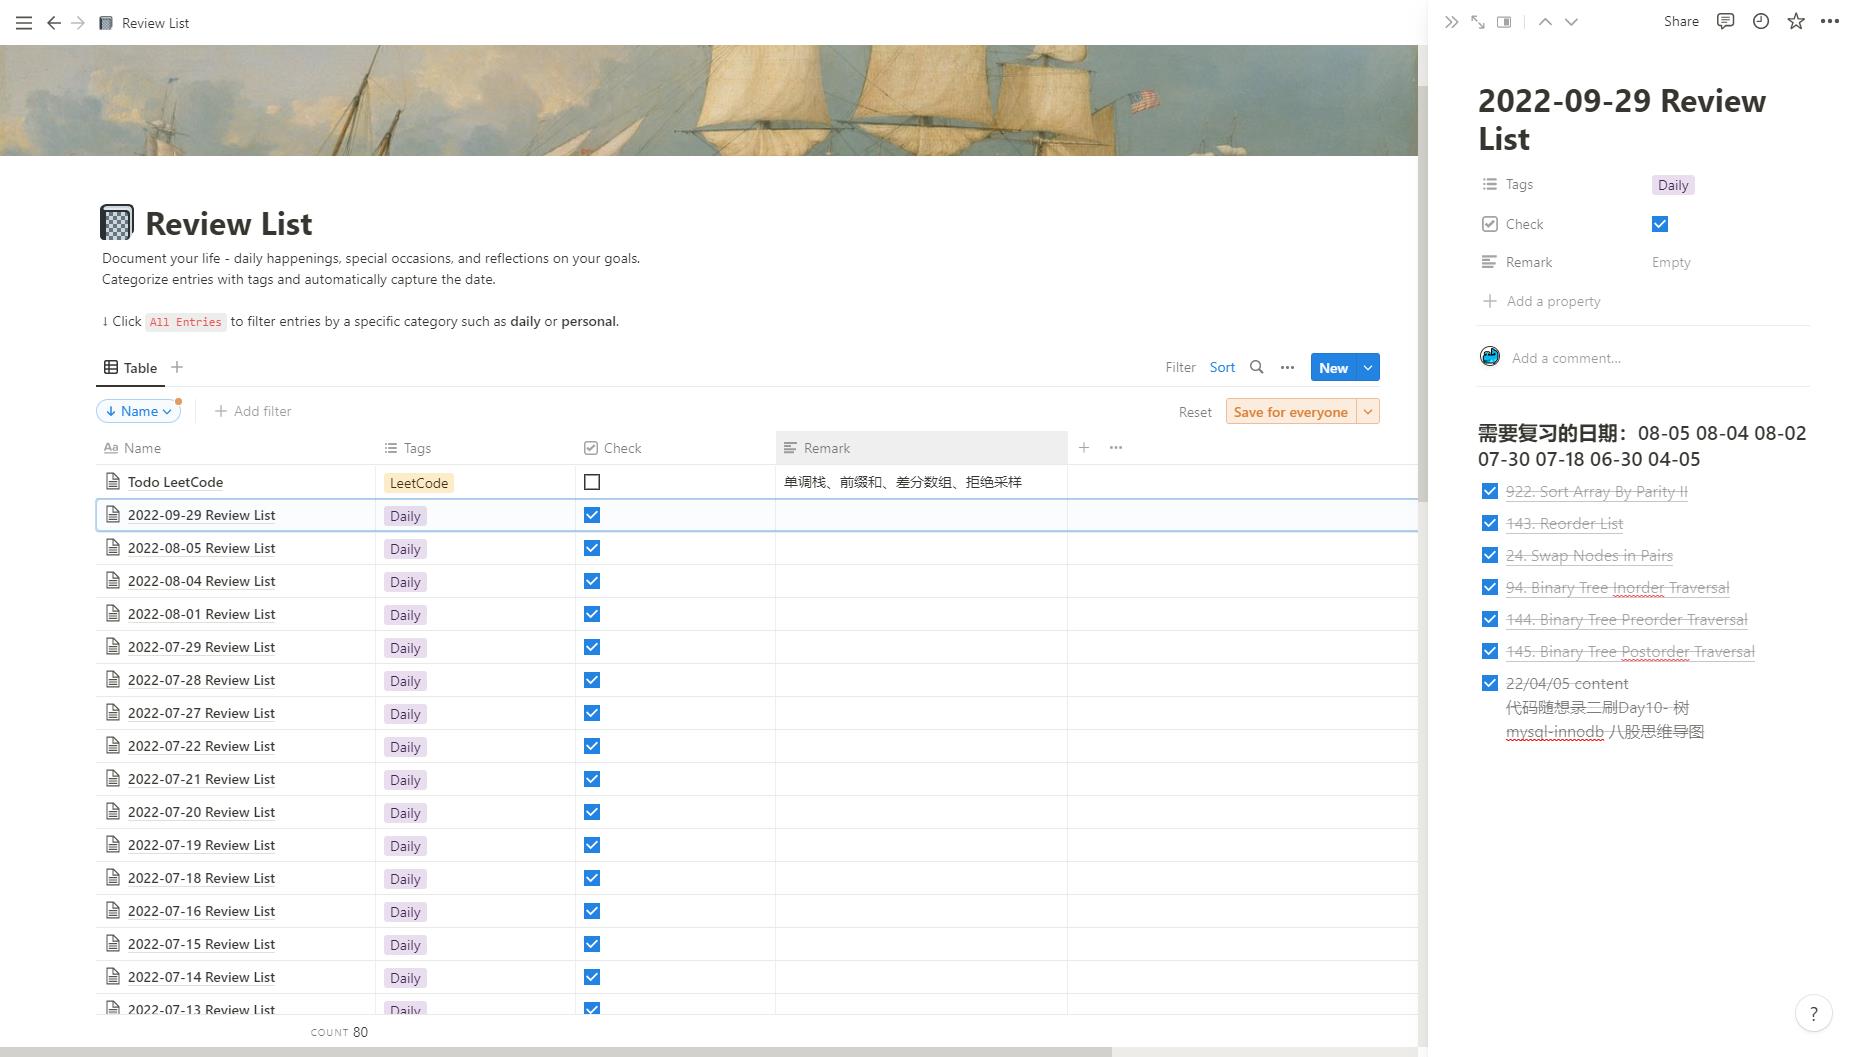 Review List
Share
Review List
Document your life - daily happenings, special occasions, and reflections on your goals.
Categorize entries with tags and automatically capture the date.
↓ Click All Entries to filter entries by a specific category such as daily or personal.
Table
Filter Sort New
Name Add filter
Reset Save for everyone
Aa Name Tags Check Remark
Todo LeetCode LeetCode 单调栈、前缀和、差分数组、拒绝采样
2022-09-29 Review List Daily
2022-08-05 Review List Daily
2022-08-04 Review List Daily
2022-08-01 Review List Daily
2022-07-29 Review List Daily
2022-07-28 Review List Daily
2022-07-27 Review List Daily
2022-07-22 Review List Daily
2022-07-21 Review List Daily
2022-07-20 Review List Daily
2022-07-19 Review List Daily
2022-07-18 Review List Daily
2022-07-16 Review List Daily
2022-07-15 Review List Daily
2022-07-14 Review List Daily
2022-07-13 Review List Daily
COUNT 80
2022-09-29 Review
List
Tags Daily
Check
Remark Empty
Add a property
Add a comment...
需要复习的日期：08-05 08-04 08-02
07-30 07-18 06-30 04-05
922. Sort Array By Parity II
143. Reorder List
24. Swap Nodes in Pairs
94. Binary Tree Inorder Traversal
144. Binary Tree Preorder Traversal
145. Binary Tree Postorder Traversal
22/04/05 content
代码随想录二刷Day10- 树
mysql-innodb 八股思维导图
?